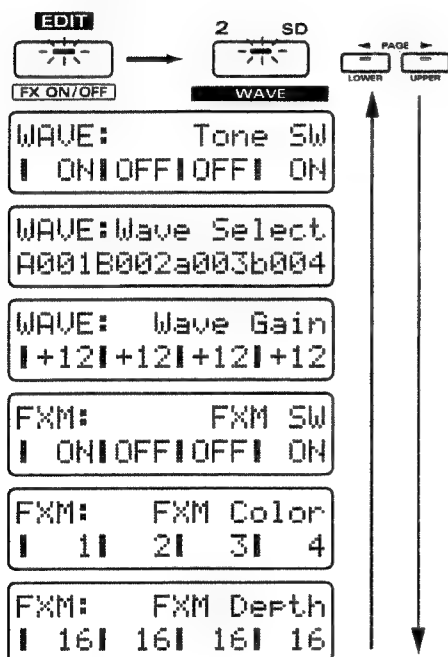 EDIT
2 SD
◄ PAGE ►
FX ON/OFF
WAVE
LOWER UPPER
WAVE: Tone SW
ON OFF OFF ON
WAVE:Wave Select
A001B002a003b004
WAVE: Wave Gain
+12 +12 +12 +12
FXM: FXM SW
ON OFF OFF ON
FXM: FXM Color
1 2 3 4
FXM: FXM Depth
16 16 16 16